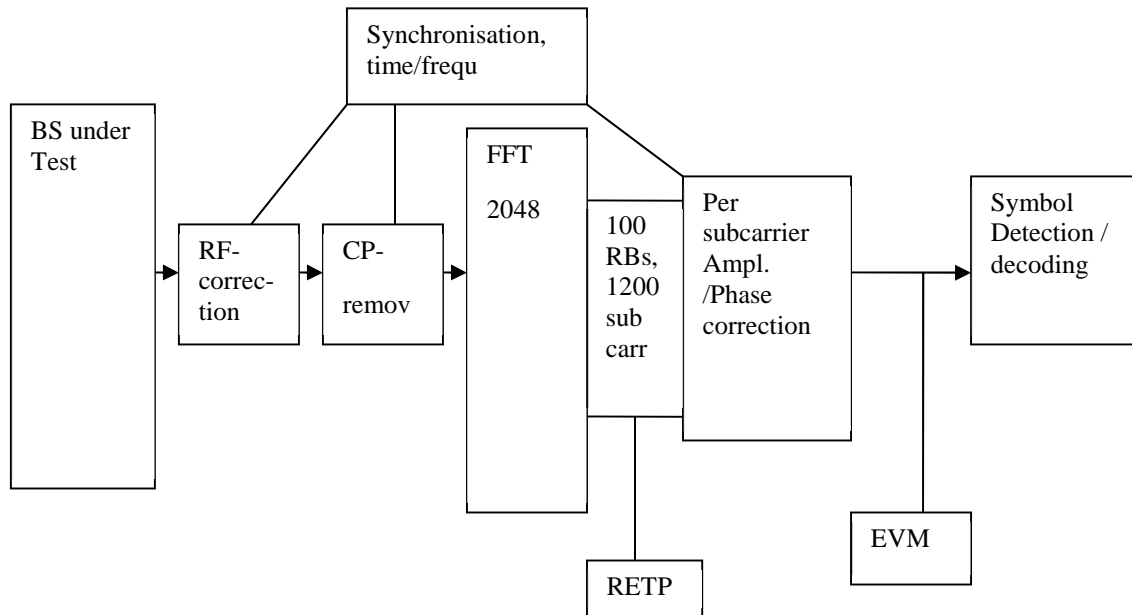 Synchronisation,
time/frequ
BS under
Test
RF-
correc-
tion
CP-
remov
FFT
2048
100
RBs,
1200
sub
carr
Per
subcarrier
Ampl.
/Phase
correction
Symbol
Detection /
decoding
RETP
EVM